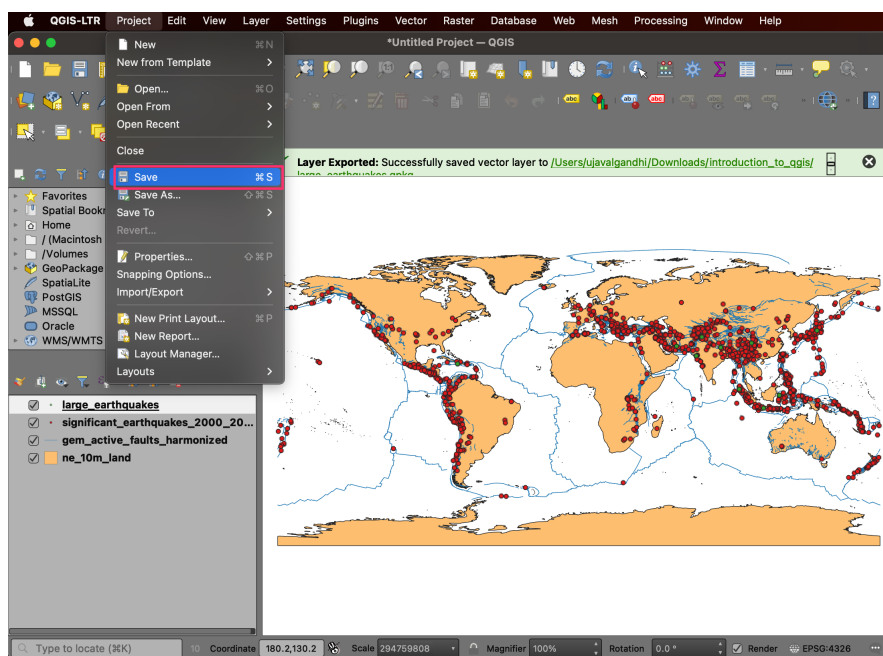 QGIS-LTR Project Edit View Layer Settings Plugins Vector Raster Database Web Mesh Processing Window Help
*Untitled Project — QGIS
New ⌘N
New from Template >
Open... ⌘O
Open From >
Open Recent >
Close
Save ⌘S
Save As... ⇧⌘S
Save To >
Revert...
Properties... ⇧⌘P
Snapping Options...
Import/Export >
New Print Layout... ⌘P
New Report...
Layout Manager...
Layouts >
Layer Exported: Successfully saved vector layer to /Users/ujavalgandhi/Downloads/introduction_to_qgis/
large_earthquakes.gpkg
Favorites
Spatial Bookr
Home
/ (Macintosh
/Volumes
GeoPackage
SpatiaLite
PostGIS
MSSQL
Oracle
WMS/WMTS
large_earthquakes
significant_earthquakes_2000_20...
gem_active_faults_harmonized
ne_10m_land
Type to locate (⌘K) 10 Coordinate 180.2,130.2 Scale 294759808 Magnifier 100% Rotation 0.0 ° Render EPSG:4326